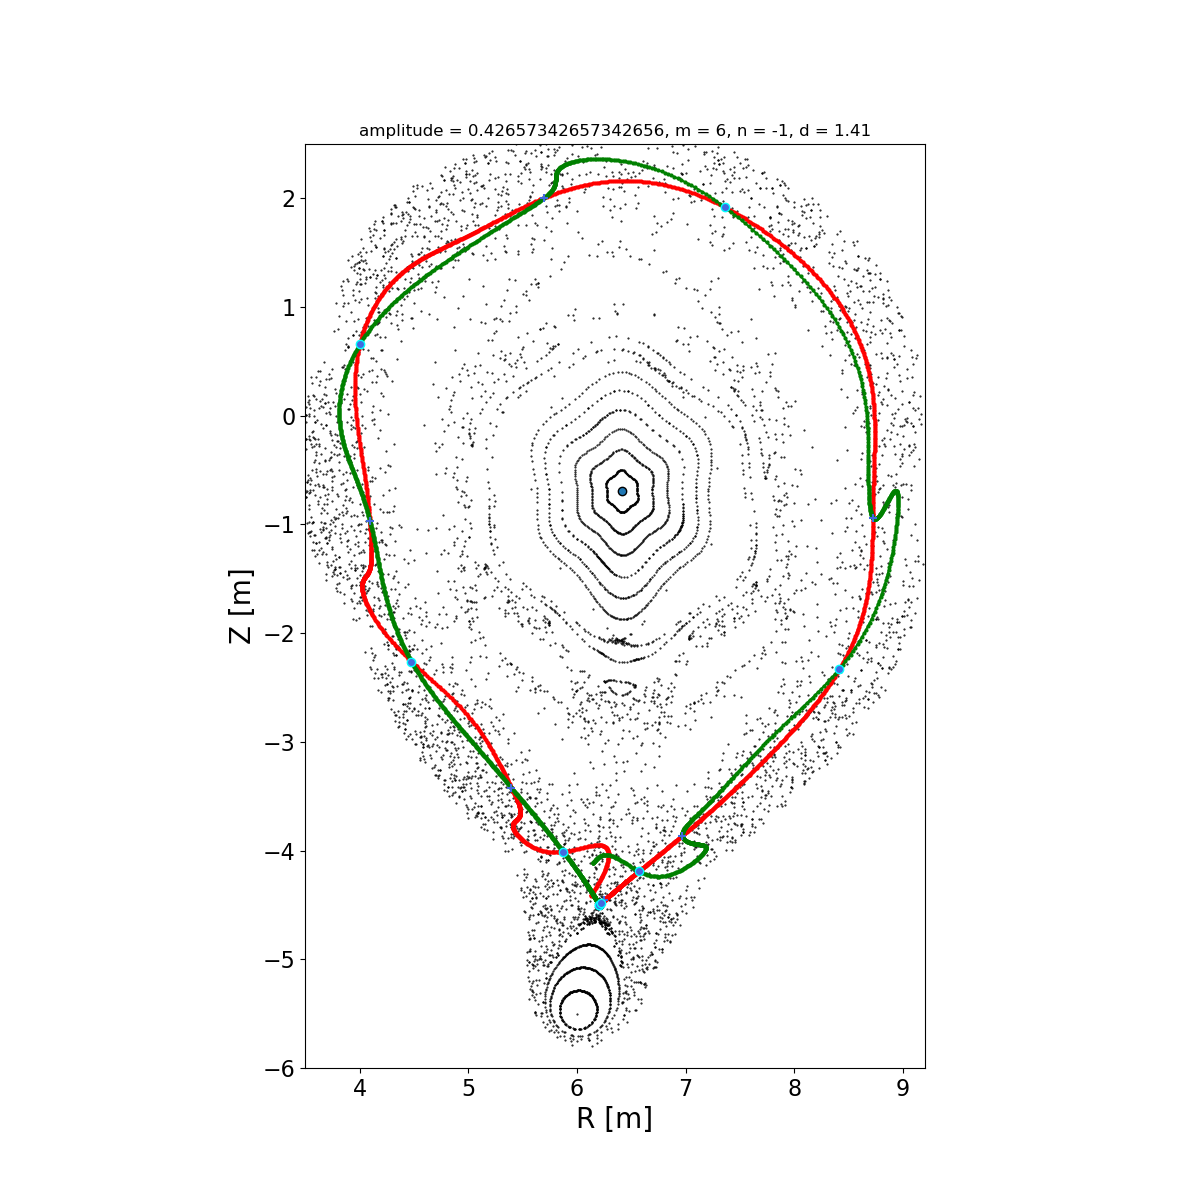 amplitude = 0.42657342657342656, m = 6, n = -1, d = 1.41
2
1
0
−1
−2
−3
−4
−5
−6
Z [m]
4 5 6 7 8 9
R [m]